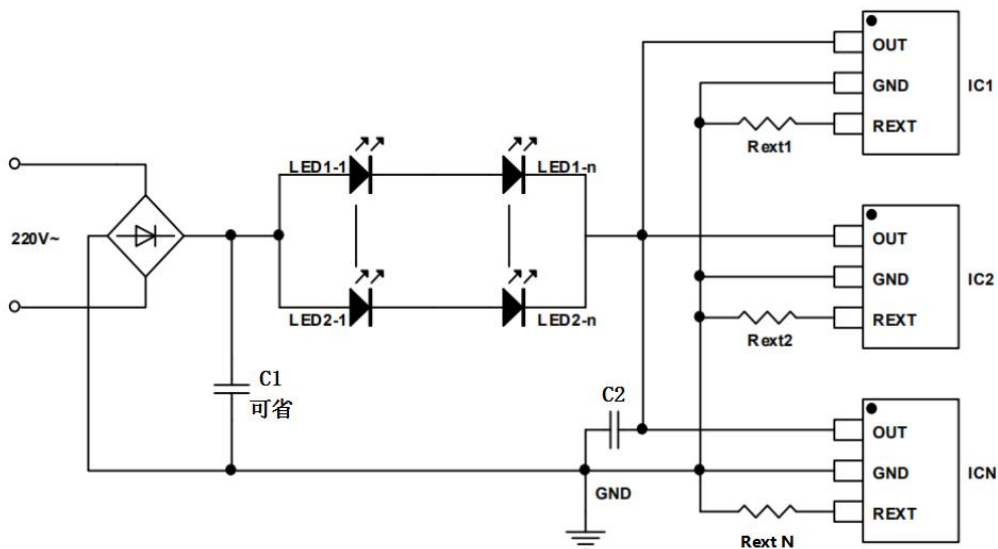 OUT
GND
IC1
REXT
Rext1
LED1-1
LED1-n
220V~
OUT
GND
IC2
REXT
Rext2
LED2-1
LED2-n
C1
可省
C2
OUT
GND
ICN
REXT
GND
Rext N